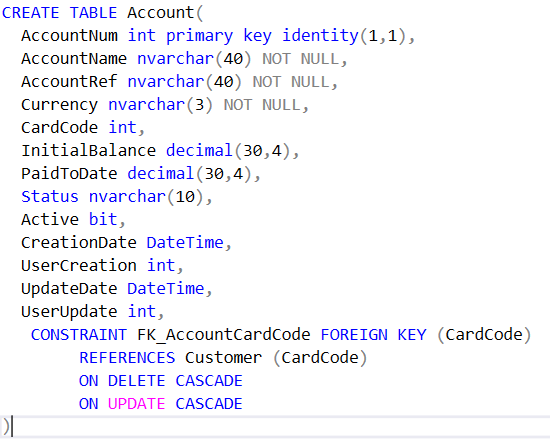 CREATE TABLE Account(
AccountNum int primary key identity(1,1),
AccountName nvarchar(40) NOT NULL,
AccountRef nvarchar(40) NOT NULL,
Currency nvarchar(3) NOT NULL,
CardCode int,
InitialBalance decimal(30,4),
PaidToDate decimal(30,4),
Status nvarchar(10),
Active bit,
CreationDate DateTime,
UserCreation int,
UpdateDate DateTime,
UserUpdate int,
CONSTRAINT FK_AccountCardCode FOREIGN KEY (CardCode)
REFERENCES Customer (CardCode)
ON DELETE CASCADE
ON UPDATE CASCADE
)